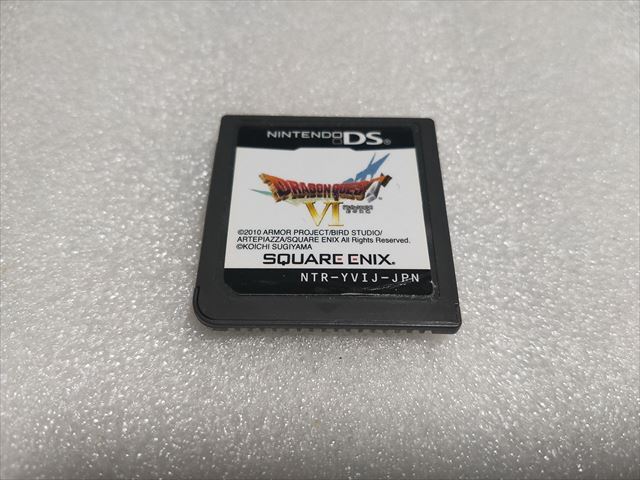 NINTENDO DS®
DRAGON QUEST
VI
©2010 ARMOR PROJECT/BIRD STUDIO/
ARTEPIAZZA/SQUARE ENIX All Rights Reserved.
©KOICHI SUGIYAMA
SQUARE ENIX®
NTR-YVIJ-JPN